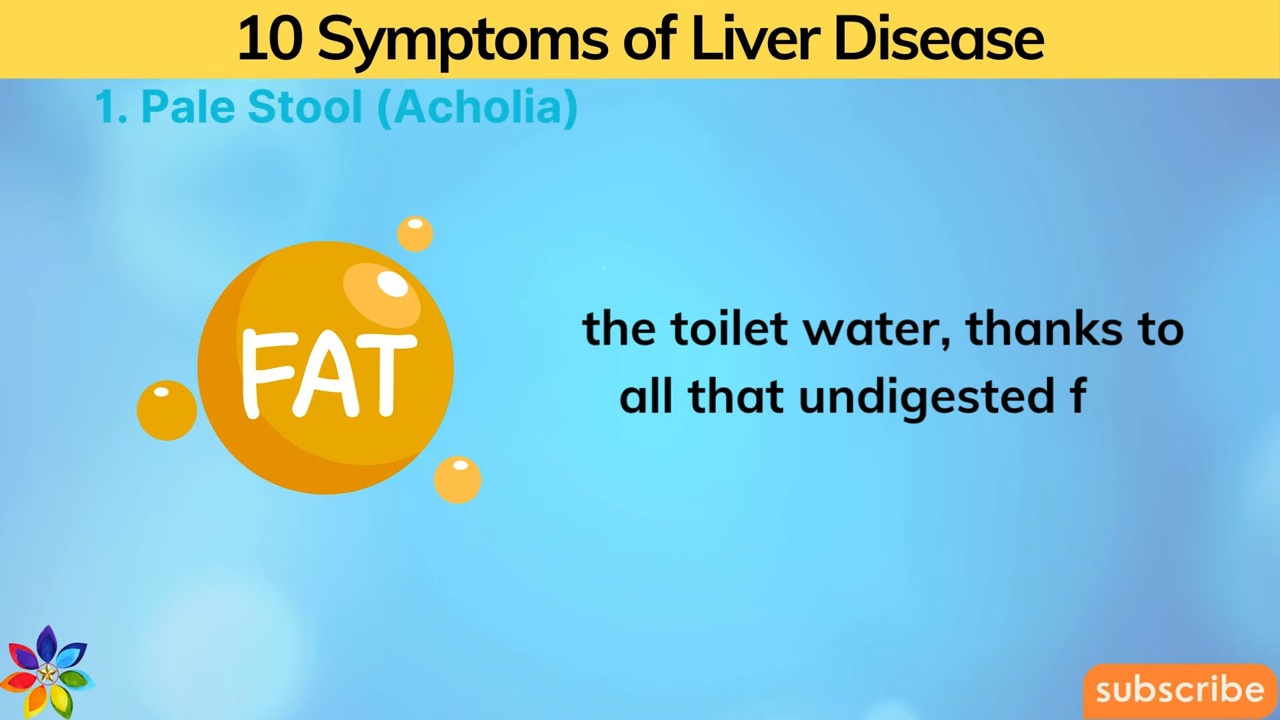 10 Symptoms of Liver Disease
1. Pale Stool (Acholia)
FAT
the toilet water, thanks to
all that undigested f
subscribe